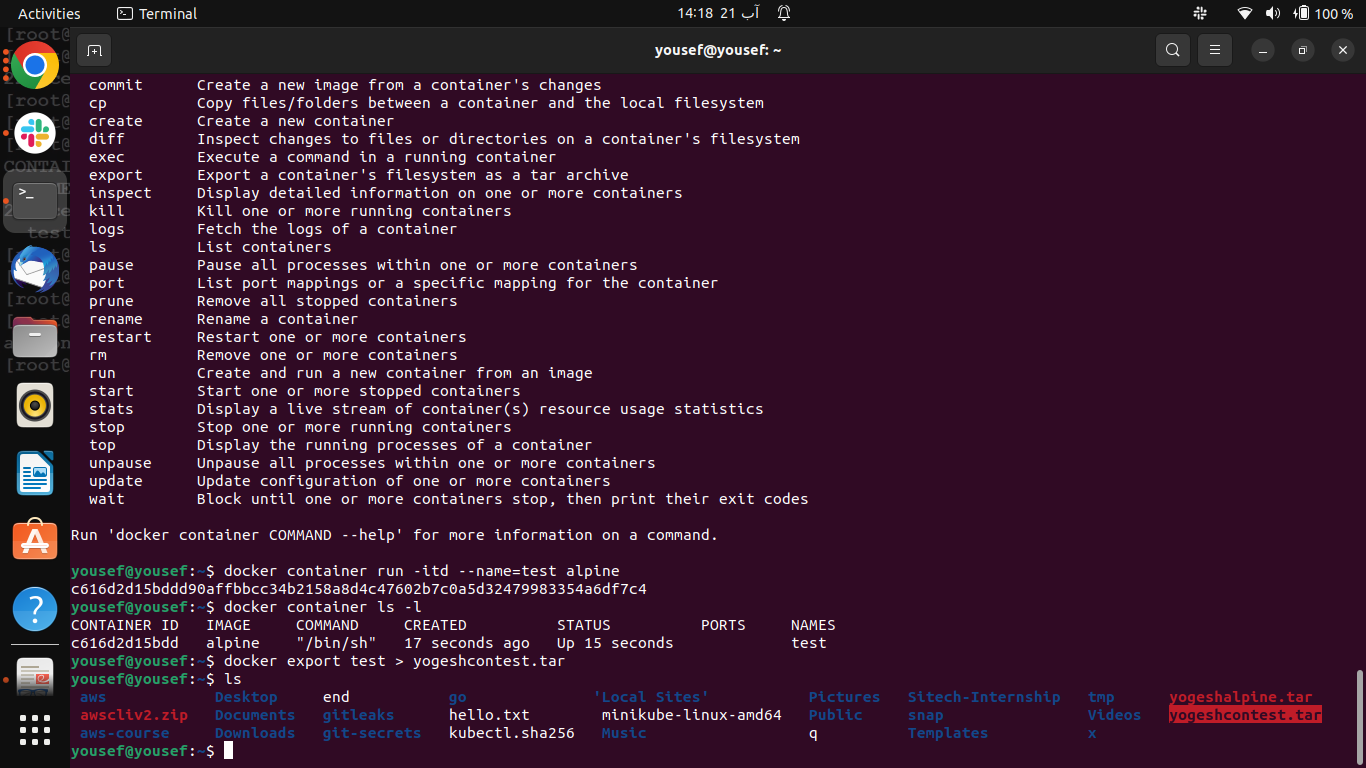 Activities Terminal 14:18 21 آب 100 %
yousef@yousef: ~
commit Create a new image from a container's changes
cp Copy files/folders between a container and the local filesystem
create Create a new container
diff Inspect changes to files or directories on a container's filesystem
exec Execute a command in a running container
export Export a container's filesystem as a tar archive
inspect Display detailed information on one or more containers
kill Kill one or more running containers
logs Fetch the logs of a container
ls List containers
pause Pause all processes within one or more containers
port List port mappings or a specific mapping for the container
prune Remove all stopped containers
rename Rename a container
restart Restart one or more containers
rm Remove one or more containers
run Create and run a new container from an image
start Start one or more stopped containers
stats Display a live stream of container(s) resource usage statistics
stop Stop one or more running containers
top Display the running processes of a container
unpause Unpause all processes within one or more containers
update Update configuration of one or more containers
wait Block until one or more containers stop, then print their exit codes
Run 'docker container COMMAND --help' for more information on a command.
yousef@yousef:~$ docker container run -itd --name=test alpine
c616d2d15bddd90affbbcc34b2158a8d4c47602b7c0a5d32479983354a6df7c4
yousef@yousef:~$ docker container ls -l
CONTAINER ID IMAGE COMMAND CREATED STATUS PORTS NAMES
c616d2d15bdd alpine "/bin/sh" 17 seconds ago Up 15 seconds test
yousef@yousef:~$ docker export test > yogeshcontest.tar
yousef@yousef:~$ ls
aws Desktop end go 'Local Sites' Pictures Sitech-Internship tmp yogeshalpine.tar
awscliv2.zip Documents gitleaks hello.txt minikube-linux-amd64 Public snap Videos yogeshcontest.tar
aws-course Downloads git-secrets kubectl.sha256 Music q Templates x
yousef@yousef:~$